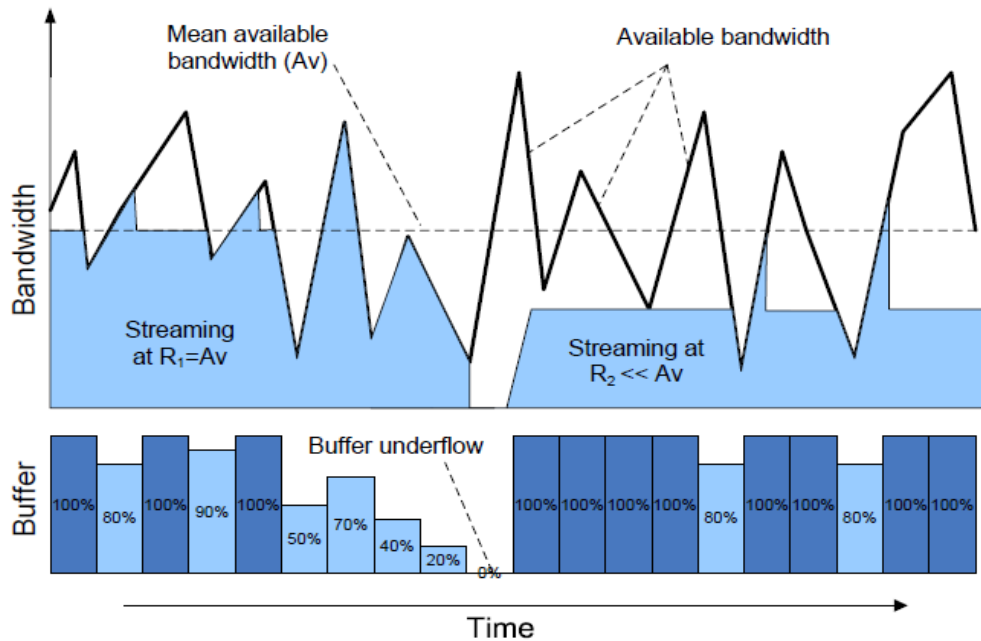 Mean available
bandwidth (Av)
Available bandwidth
Bandwidth
Streaming
at R₁=Av
Streaming at
R₂ << Av
Buffer underflow
Buffer
100%
80%
100%
90%
100%
50%
70%
40%
20%
0%
100%
100%
100%
100%
80%
100%
100%
80%
100%
100%
Time